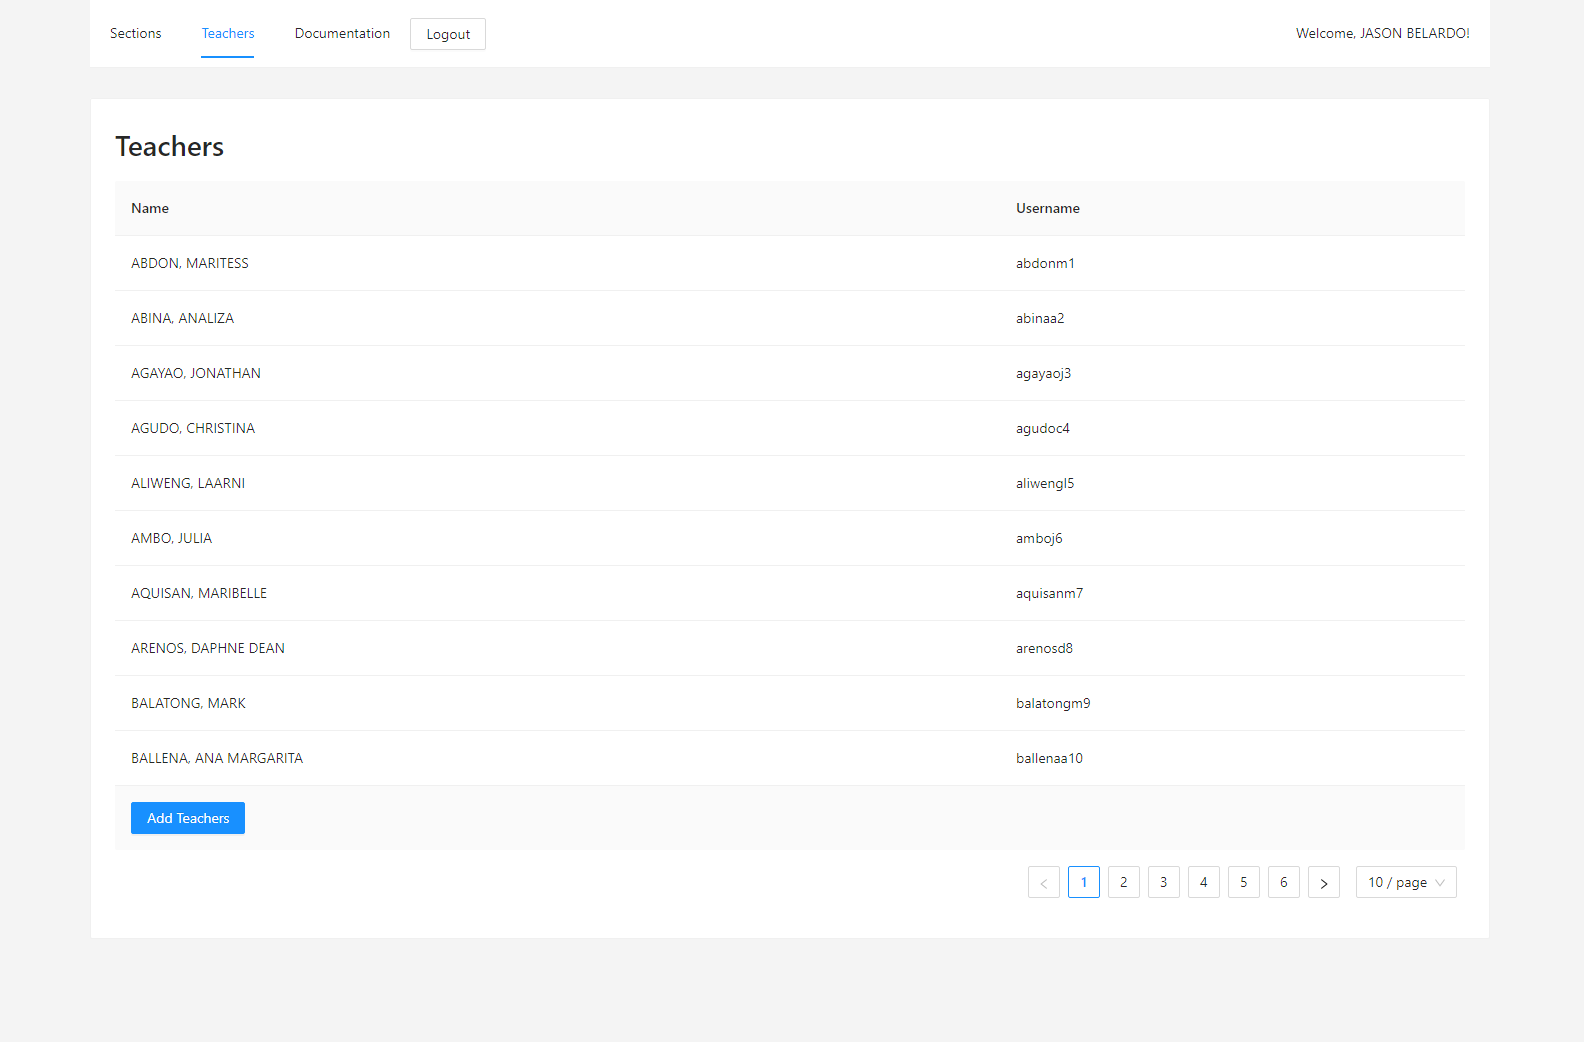 Sections Teachers Documentation Logout Welcome, JASON BELARDO!
Teachers
Name Username
ABDON, MARITESS abdonm1
ABINA, ANALIZA abinaa2
AGAYAO, JONATHAN agayaoj3
AGUDO, CHRISTINA agudoc4
ALIWENG, LAARNI aliwengl5
AMBO, JULIA amboj6
AQUISAN, MARIBELLE aquisanm7
ARENOS, DAPHNE DEAN arenosd8
BALATONG, MARK balatongm9
BALLENA, ANA MARGARITA ballenaa10
Add Teachers
< 1 2 3 4 5 6 > 10 / page